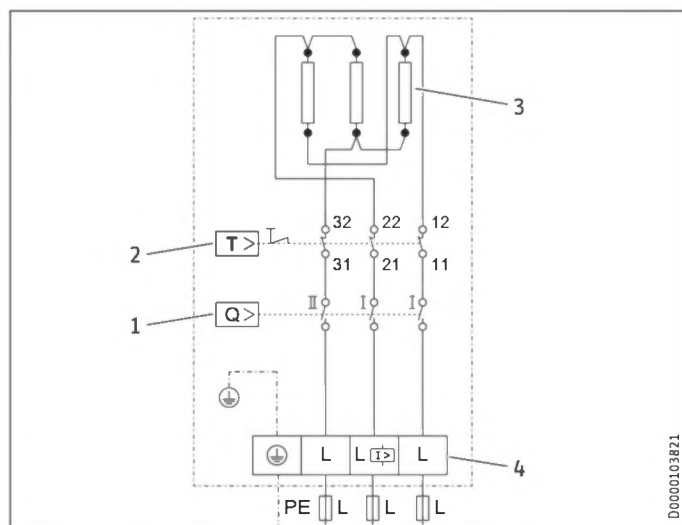 3
32 22 12
2 T>
31 21 11
II I I
1 Q>
L L I> L
4
PE L L L
D0000103821